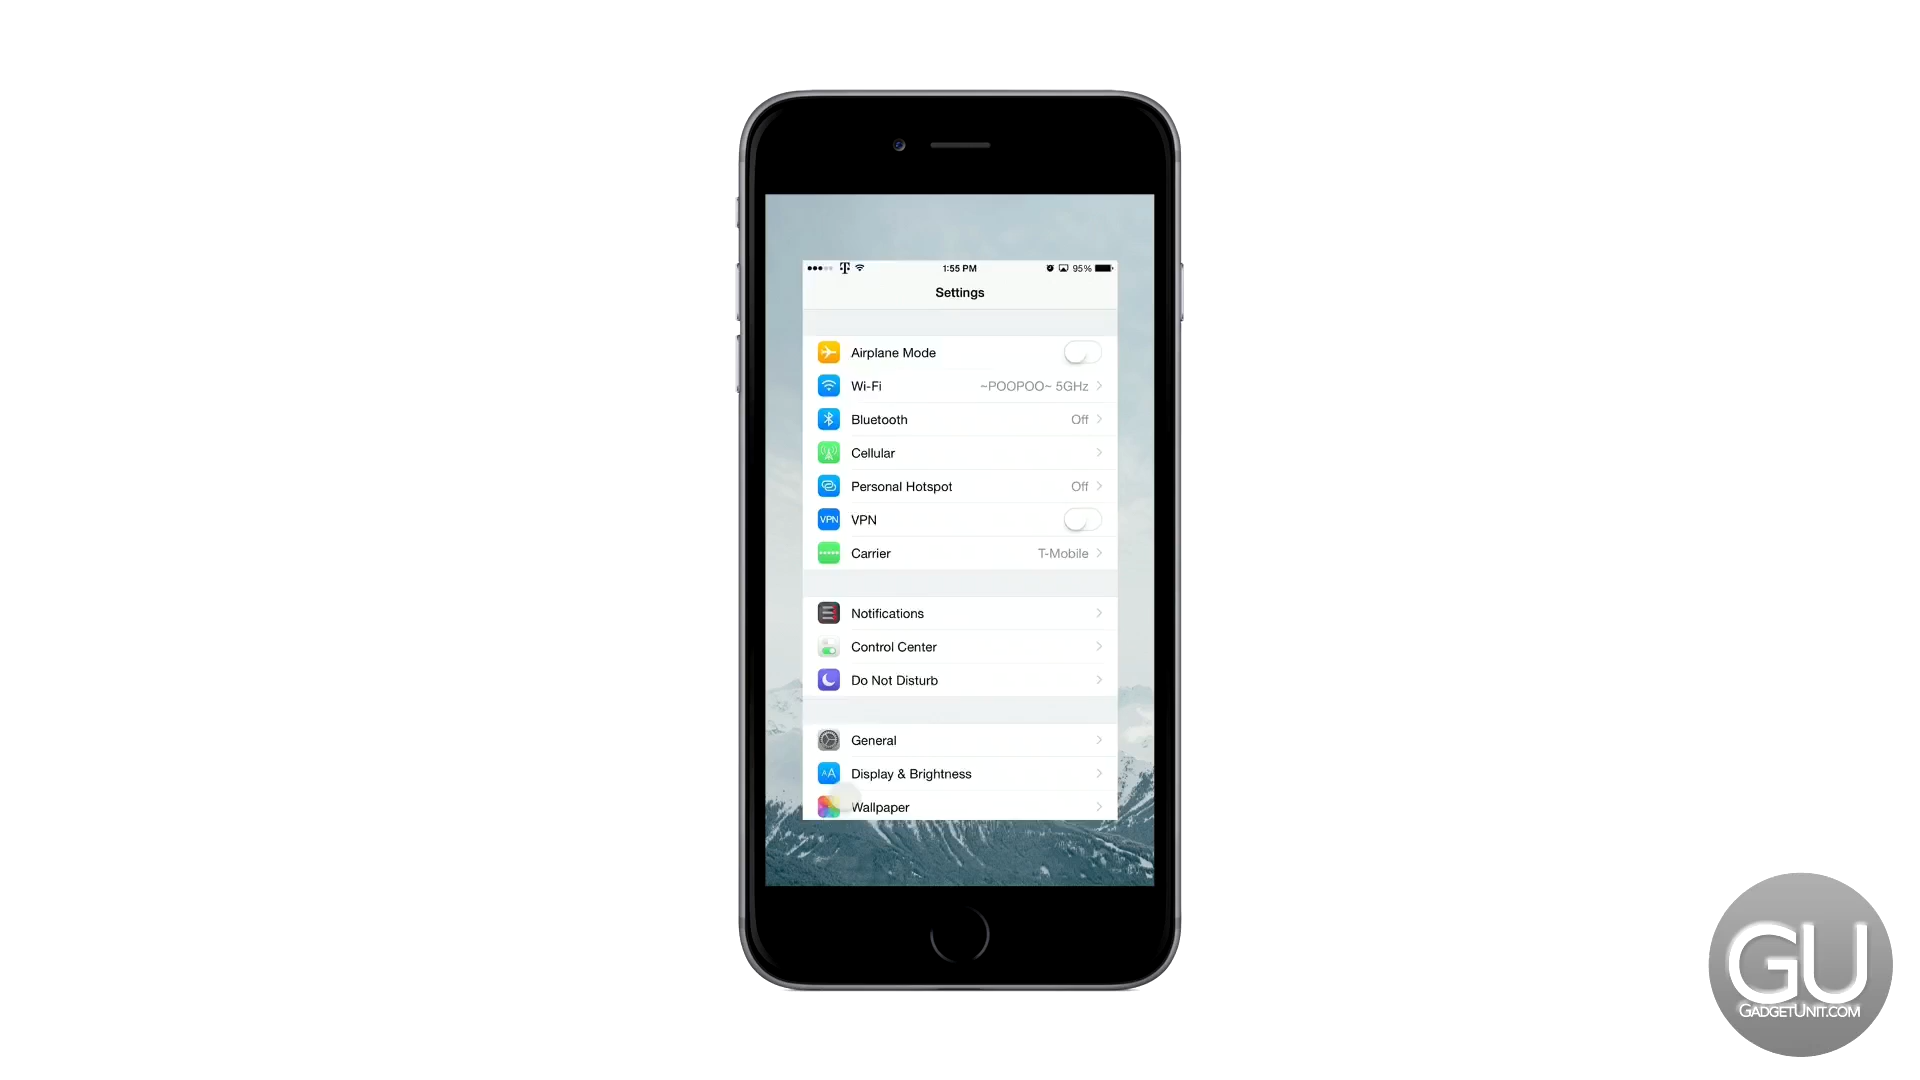 1:55 PM 95%
Settings
Airplane Mode
Wi-Fi ~POOPOO~ 5GHz
Bluetooth Off
Cellular
Personal Hotspot Off
VPN VPN
Carrier T-Mobile
Notifications
Control Center
Do Not Disturb
General
AA Display & Brightness
Wallpaper
GU
GADGETUNIT.COM